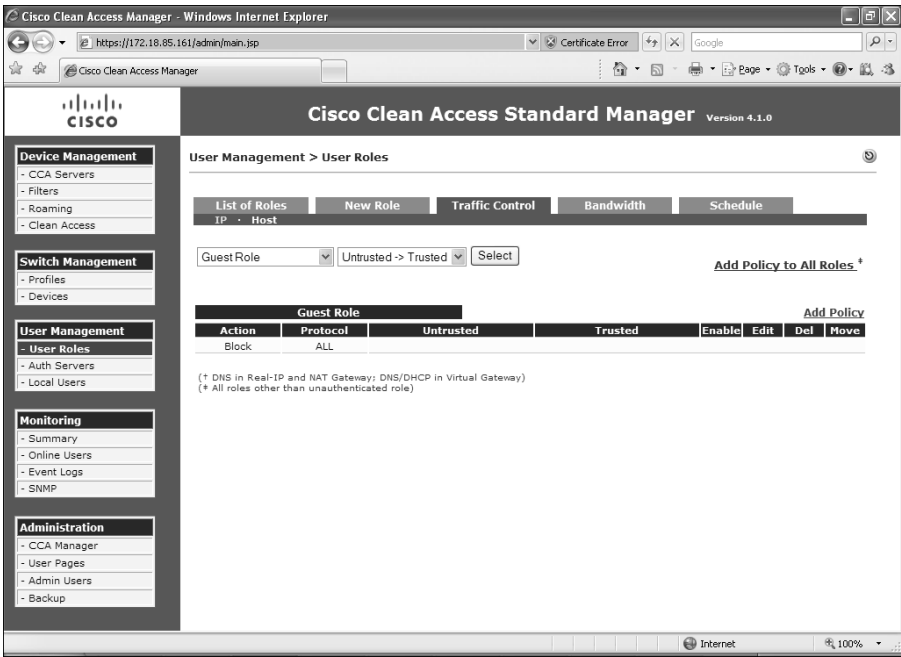 Cisco Clean Access Manager - Windows Internet Explorer
https://172.18.85.161/admin/main.jsp
Certificate Error
Google
Cisco Clean Access Manager
Page
Tools
CISCO
Cisco Clean Access Standard Manager Version 4.1.0
Device Management
- CCA Servers
- Filters
- Roaming
- Clean Access
Switch Management
- Profiles
- Devices
User Management
- User Roles
- Auth Servers
- Local Users
Monitoring
- Summary
- Online Users
- Event Logs
- SNMP
Administration
- CCA Manager
- User Pages
- Admin Users
- Backup
User Management > User Roles
List of Roles New Role Traffic Control Bandwidth Schedule
IP · Host
Guest Role Untrusted -> Trusted Select
Add Policy to All Roles ‡
Guest Role Add Policy
Action Protocol Untrusted Trusted Enable Edit Del Move
Block ALL
(† DNS in Real-IP and NAT Gateway; DNS/DHCP in Virtual Gateway)
(‡ All roles other than unauthenticated role)
Internet 100%